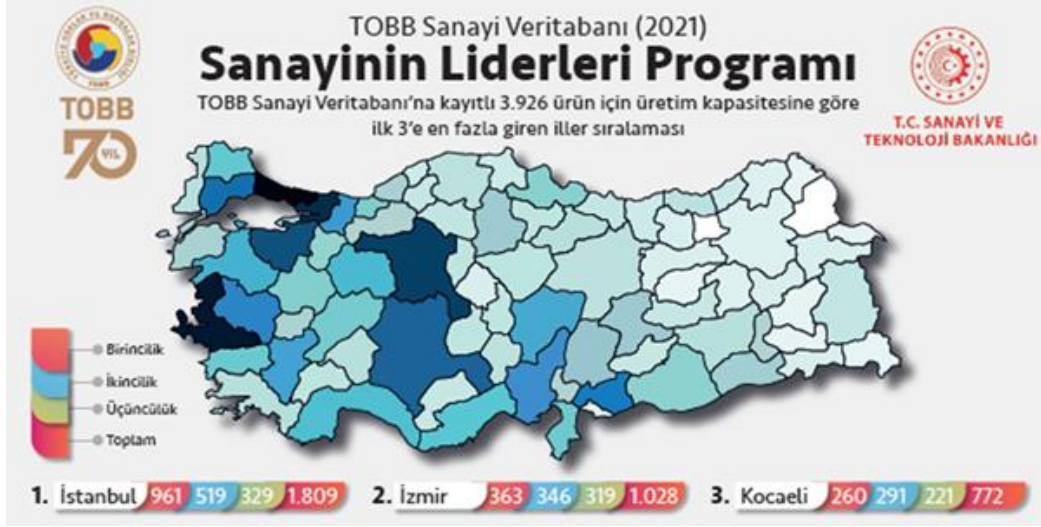 TOBB Sanayi Veritabanı (2021)
Sanayinin Liderleri Programı
TOBB Sanayi Veritabanı'na kayıtlı 3.926 ürün için üretim kapasitesine göre
ilk 3'e en fazla giren iller sıralaması
TOBB
70 YIL
T.C. SANAYİ VE
TEKNOLOJİ BAKANLIĞI
Birincilik
İkincilik
Üçüncülük
Toplam
1. İstanbul 961 519 329 1.809 2. İzmir 363 346 319 1.028 3. Kocaeli 260 291 221 772